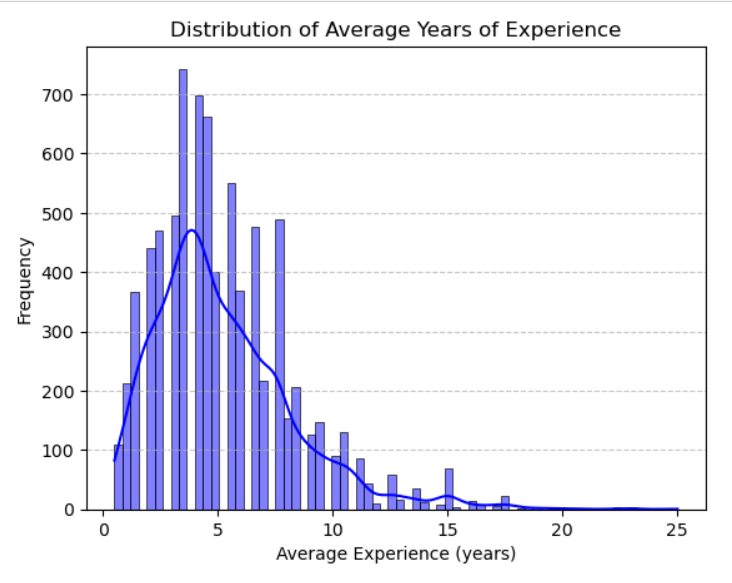 Distribution of Average Years of Experience
700
600
500
400
300
200
100
0
Frequency
0 5 10 15 20 25
Average Experience (years)